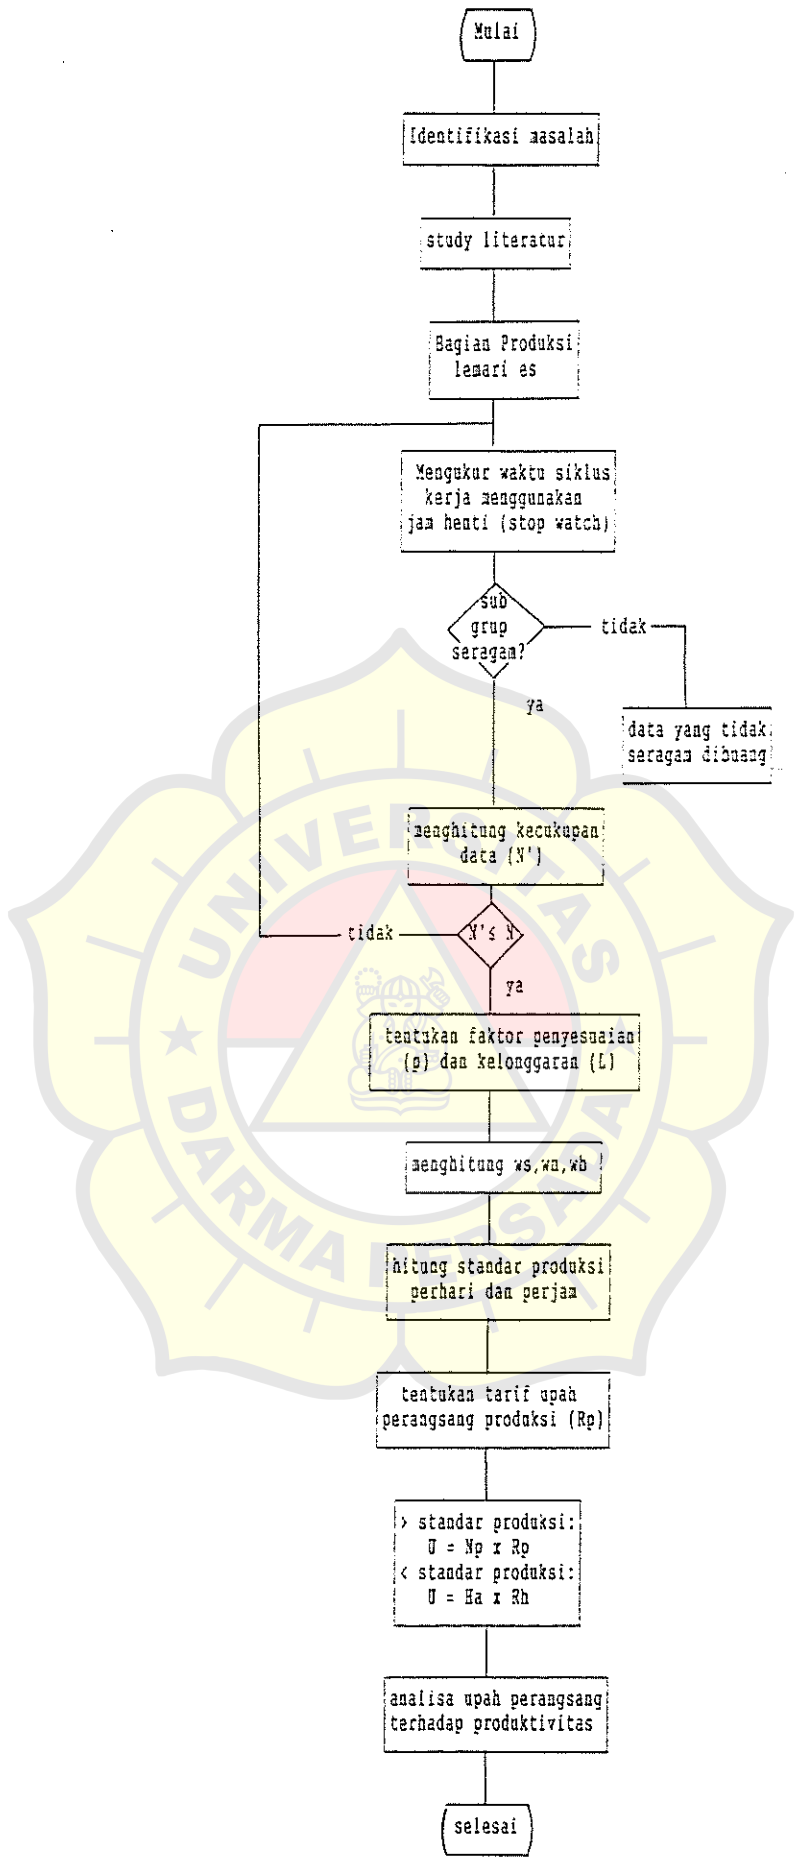 Mulai
Identifikasi masalah
study literatur
Bagian Produksi
lemari es
Mengukur waktu siklus
kerja menggunakan
jam henti (stop watch)
sub
grup
seragam?
tidak
ya
data yang tidak
seragam dibuang
menghitung kecukupan
data (N')
N'≤ N
tidak
ya
tentukan faktor penyesuaian
(p) dan kelonggaran (L)
menghitung ws,wn,wb
hitung standar produksi
perhari dan perjam
tentukan tarif upah
perangsang produksi (Rp)
> standar produksi:
U = Np x Rp
< standar produksi:
U = Ha x Rh
analisa upah perangsang
terhadap produktivitas
selesai
UNIVERSITAS
DARMA PERSADA